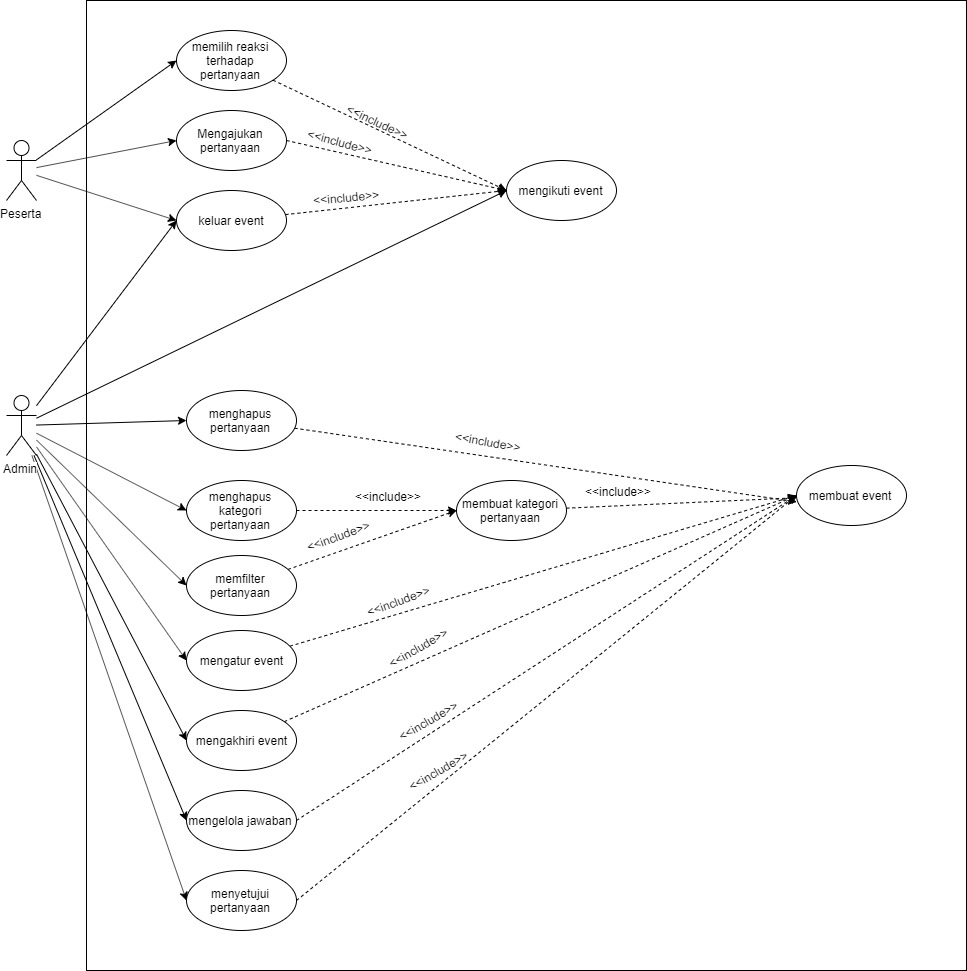 memilih reaksi
terhadap
pertanyaan
<<include>>
Mengajukan
pertanyaan
<<include>>
Peserta
keluar event
<<include>>
mengikuti event
Admin
menghapus
pertanyaan
<<include>>
menghapus
kategori
pertanyaan
<<include>>
membuat kategori
pertanyaan
<<include>>
membuat event
<<include>>
memfilter
pertanyaan
<<include>>
mengatur event
<<include>>
mengakhiri event
<<include>>
mengelola jawaban
<<include>>
menyetujui
pertanyaan